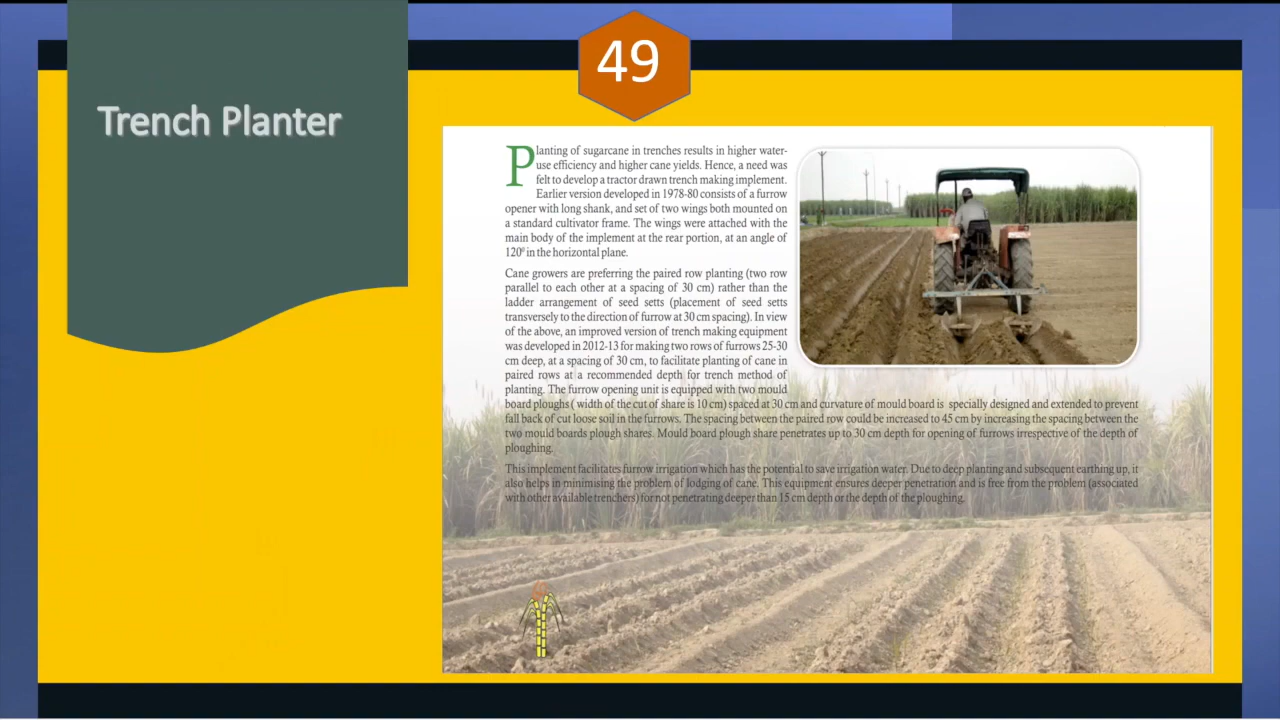 49
Trench Planter
Planting of sugarcane in trenches results in higher water-
use efficiency and higher cane yields. Hence, a need was
felt to develop a tractor drawn trench making implement.
Earlier version developed in 1978-80 consists of a furrow
opener with long shank, and set of two wings both mounted on
a standard cultivator frame. The wings were attached with the
main body of the implement at the rear portion, at an angle of
120⁰ in the horizontal plane.
Cane growers are preferring the paired row planting (two row
parallel to each other at a spacing of 30 cm) rather than the
ladder arrangement of seed setts (placement of seed setts
transversely to the direction of furrow at 30 cm spacing). In view
of the above, an improved version of trench making equipment
was developed in 2012-13 for making two rows of furrows 25-30
cm deep, at a spacing of 30 cm, to facilitate planting of cane in
paired rows at a recommended depth for trench method of
planting. The furrow opening unit is equipped with two mould
board ploughs ( width of the cut of share is 10 cm) spaced at 30 cm and curvature of mould board is specially designed and extended to prevent
fall back of cut loose soil in the furrows. The spacing between the paired row could be increased to 45 cm by increasing the spacing between the
two mould boards plough shares. Mould board plough share penetrates up to 30 cm depth for opening of furrows irrespective of the depth of
ploughing.
This implement facilitates furrow irrigation which has the potential to save irrigation water. Due to deep planting and subsequent earthing up, it
also helps in minimising the problem of lodging of cane. This equipment ensures deeper penetration and is free from the problem (associated
with other available trenchers) for not penetrating deeper than 15 cm depth or the depth of the ploughing.